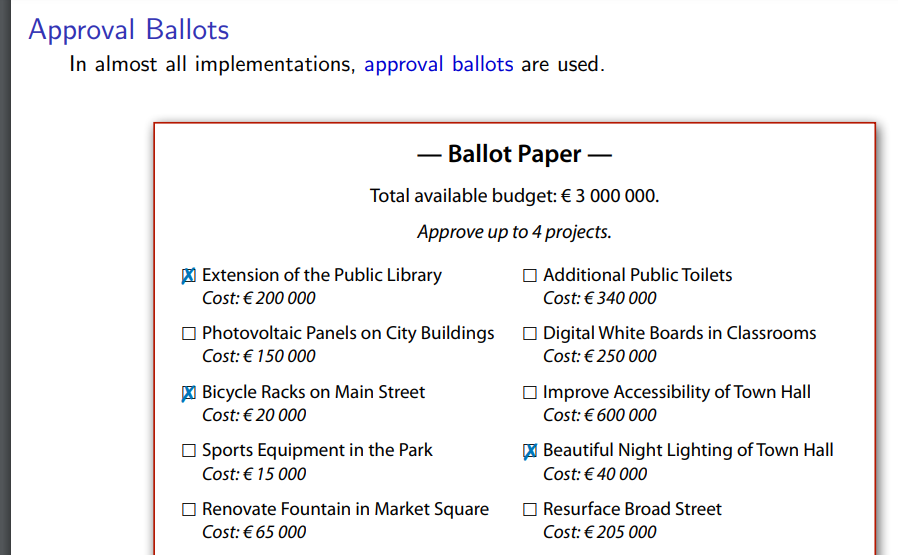 Approval Ballots
In almost all implementations, approval ballots are used.
— Ballot Paper —
Total available budget: € 3 000 000.
Approve up to 4 projects.
Extension of the Public Library
Cost: € 200 000
Photovoltaic Panels on City Buildings
Cost: € 150 000
Bicycle Racks on Main Street
Cost: € 20 000
Sports Equipment in the Park
Cost: € 15 000
Renovate Fountain in Market Square
Cost: € 65 000
Additional Public Toilets
Cost: € 340 000
Digital White Boards in Classrooms
Cost: € 250 000
Improve Accessibility of Town Hall
Cost: € 600 000
Beautiful Night Lighting of Town Hall
Cost: € 40 000
Resurface Broad Street
Cost: € 205 000